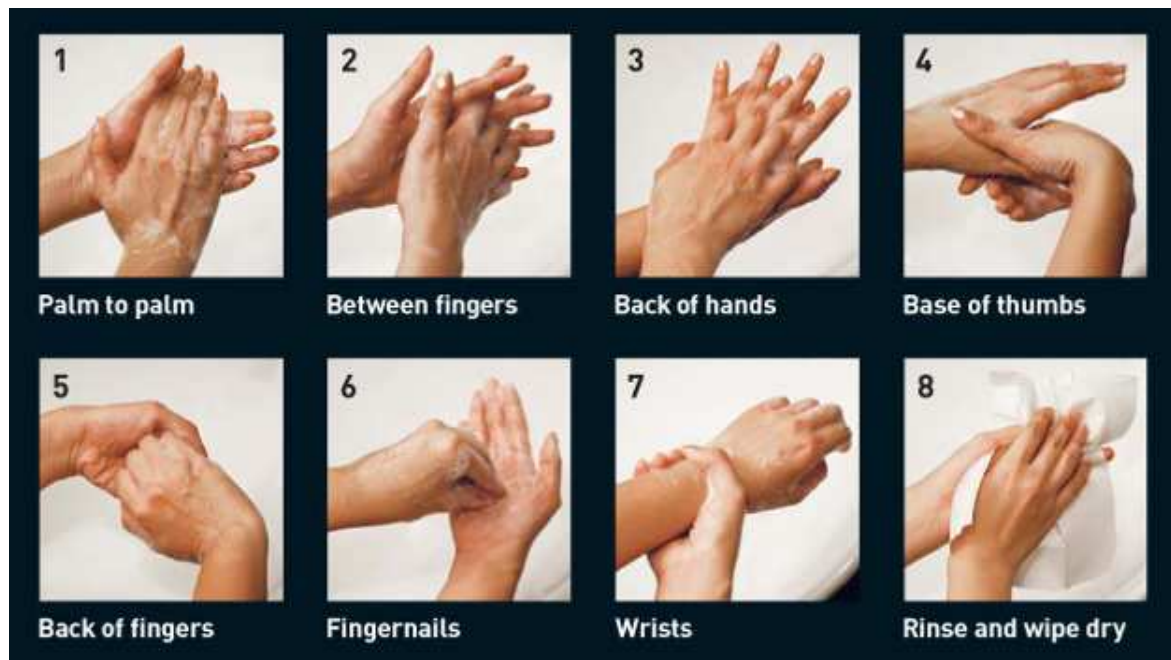 1
2
3
4
Palm to palm
Between fingers
Back of hands
Base of thumbs
5
6
7
8
Back of fingers
Fingernails
Wrists
Rinse and wipe dry